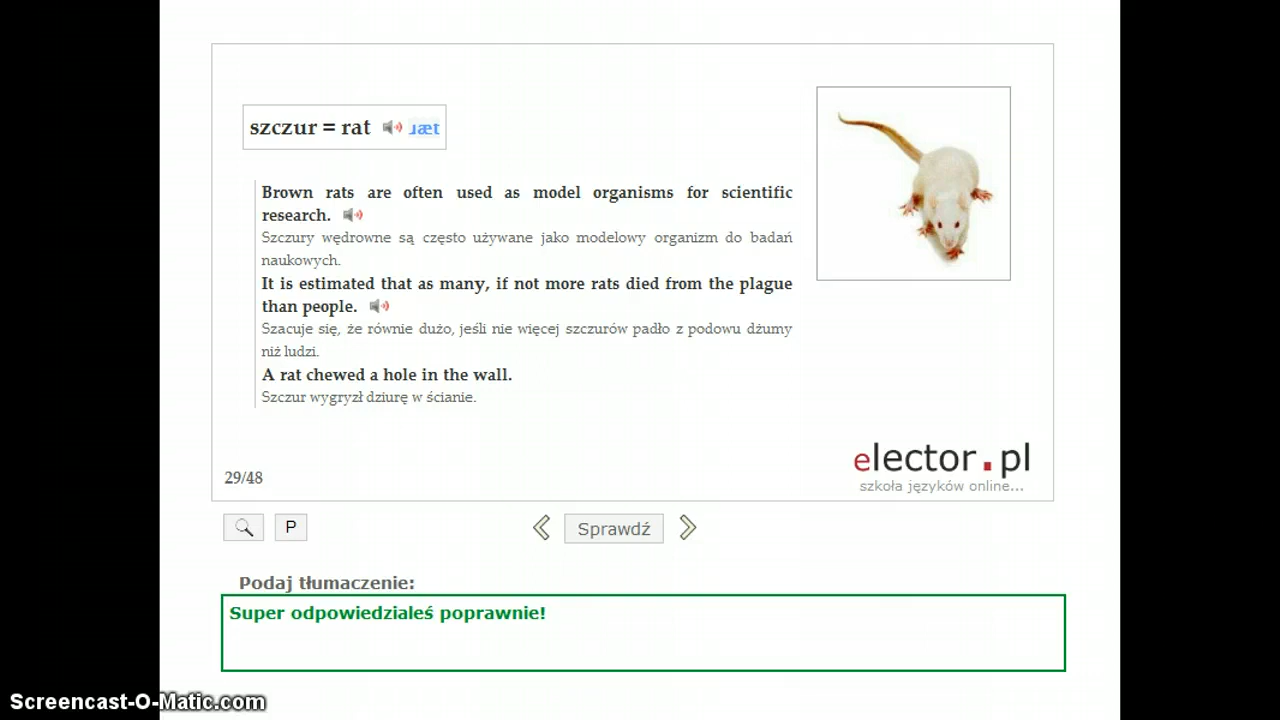 szczur = rat ɹæt
Brown rats are often used as model organisms for scientific
research.
Szczury wędrowne są często używane jako modelowy organizm do badań
naukowych.
It is estimated that as many, if not more rats died from the plague
than people.
Szacuje się, że równie dużo, jeśli nie więcej szczurów padło z podowu dżumy
niż ludzi.
A rat chewed a hole in the wall.
Szczur wygryzł dziurę w ścianie.
29/48
elector.pl
szkoła języków online...
P
Sprawdź
Podaj tłumaczenie:
Super odpowiedziałeś poprawnie!
Screencast-O-Matic.com